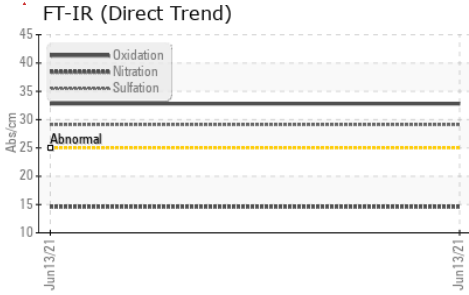 FT-IR (Direct Trend)
45
40
35
30
25
20
15
10
Abs/cm
Oxidation
Nitration
Sulfation
Abnormal
Jun13/21
Jun13/21